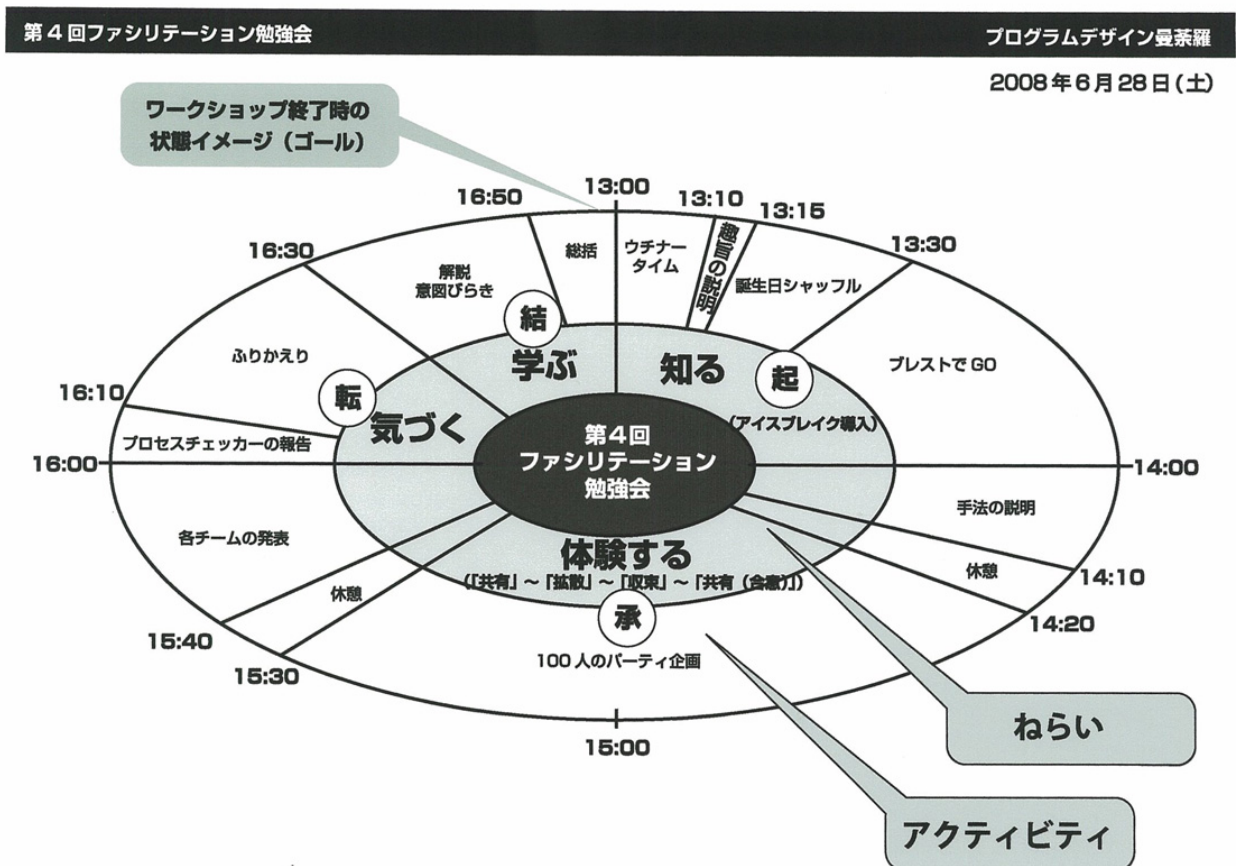 第4回ファシリテーション勉強会
プログラムデザイン曼荼羅
2008年6月28日(土)
ワークショップ終了時の
状態イメージ（ゴール）
13:00
13:10
13:15
13:30
14:00
14:10
14:20
15:00
15:30
15:40
16:00
16:10
16:30
16:50
ウチナー
タイム
趣旨の説明
誕生日シャッフル
ブレストでGO
手法の説明
休憩
100人のパーティ企画
休憩
各チームの発表
プロセスチェッカーの報告
ふりかえり
解説
意図びらき
総括
知る
起
(アイスブレイク導入)
体験する
(「共有」～「拡散」～「収束」～「共有（合意）」)
承
気づく
転
学ぶ
結
第4回
ファシリテーション
勉強会
ねらい
アクティビティ